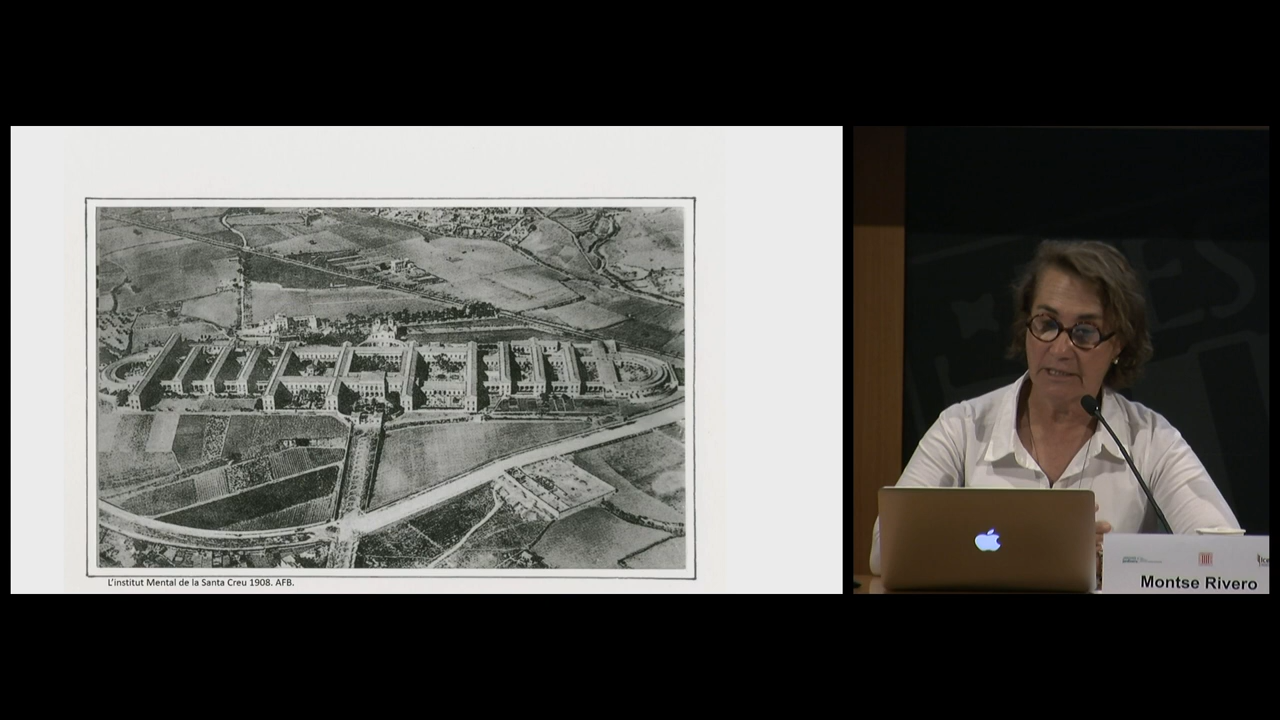 L'institut Mental de la Santa Creu 1908. AFB.
Montse Rivero